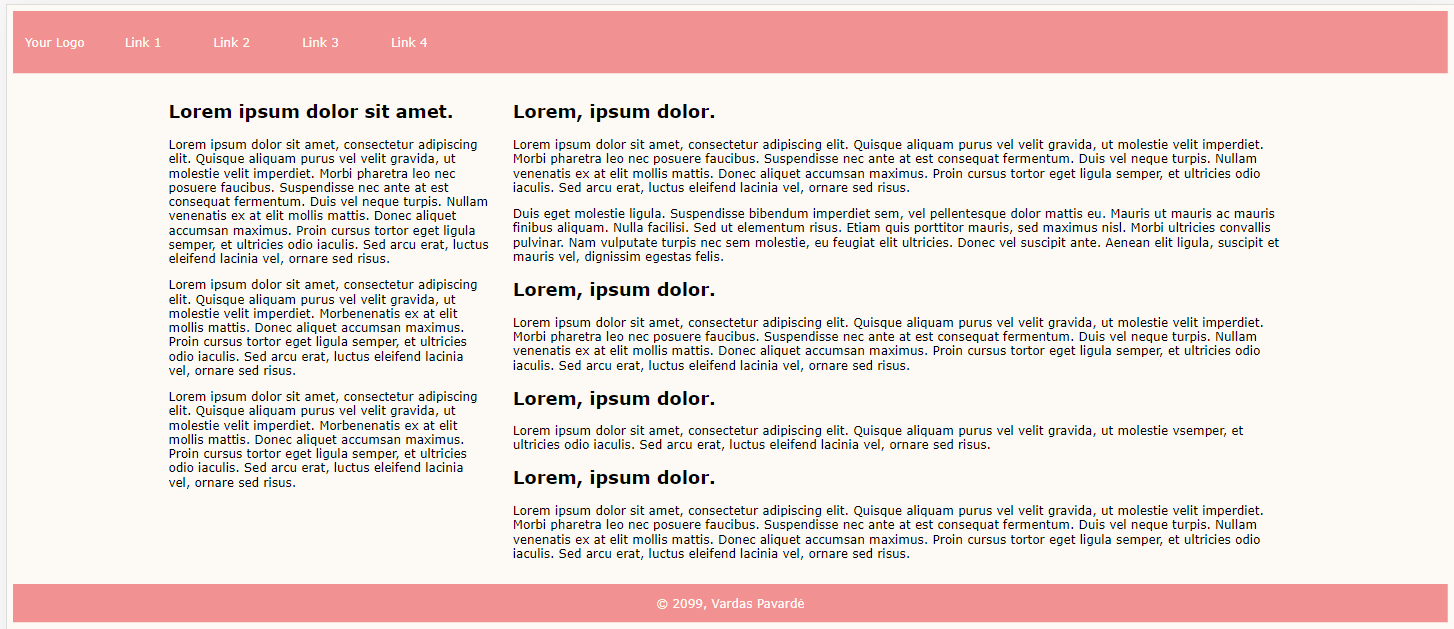 Your Logo Link 1 Link 2 Link 3 Link 4
Lorem ipsum dolor sit amet.
Lorem ipsum dolor sit amet, consectetur adipiscing
elit. Quisque aliquam purus vel velit gravida, ut
molestie velit imperdiet. Morbi pharetra leo nec
posuere faucibus. Suspendisse nec ante at est
consequat fermentum. Duis vel neque turpis. Nullam
venenatis ex at elit mollis mattis. Donec aliquet
accumsan maximus. Proin cursus tortor eget ligula
semper, et ultricies odio iaculis. Sed arcu erat, luctus
eleifend lacinia vel, ornare sed risus.
Lorem ipsum dolor sit amet, consectetur adipiscing
elit. Quisque aliquam purus vel velit gravida, ut
molestie velit imperdiet. Morbenenatis ex at elit
mollis mattis. Donec aliquet accumsan maximus.
Proin cursus tortor eget ligula semper, et ultricies
odio iaculis. Sed arcu erat, luctus eleifend lacinia
vel, ornare sed risus.
Lorem ipsum dolor sit amet, consectetur adipiscing
elit. Quisque aliquam purus vel velit gravida, ut
molestie velit imperdiet. Morbenenatis ex at elit
mollis mattis. Donec aliquet accumsan maximus.
Proin cursus tortor eget ligula semper, et ultricies
odio iaculis. Sed arcu erat, luctus eleifend lacinia
vel, ornare sed risus.
Lorem, ipsum dolor.
Lorem ipsum dolor sit amet, consectetur adipiscing elit. Quisque aliquam purus vel velit gravida, ut molestie velit imperdiet.
Morbi pharetra leo nec posuere faucibus. Suspendisse nec ante at est consequat fermentum. Duis vel neque turpis. Nullam
venenatis ex at elit mollis mattis. Donec aliquet accumsan maximus. Proin cursus tortor eget ligula semper, et ultricies odio
iaculis. Sed arcu erat, luctus eleifend lacinia vel, ornare sed risus.
Duis eget molestie ligula. Suspendisse bibendum imperdiet sem, vel pellentesque dolor mattis eu. Mauris ut mauris ac mauris
finibus aliquam. Nulla facilisi. Sed ut elementum risus. Etiam quis porttitor mauris, sed maximus nisl. Morbi ultricies convallis
pulvinar. Nam vulputate turpis nec sem molestie, eu feugiat elit ultricies. Donec vel suscipit ante. Aenean elit ligula, suscipit et
mauris vel, dignissim egestas felis.
Lorem, ipsum dolor.
Lorem ipsum dolor sit amet, consectetur adipiscing elit. Quisque aliquam purus vel velit gravida, ut molestie velit imperdiet.
Morbi pharetra leo nec posuere faucibus. Suspendisse nec ante at est consequat fermentum. Duis vel neque turpis. Nullam
venenatis ex at elit mollis mattis. Donec aliquet accumsan maximus. Proin cursus tortor eget ligula semper, et ultricies odio
iaculis. Sed arcu erat, luctus eleifend lacinia vel, ornare sed risus.
Lorem, ipsum dolor.
Lorem ipsum dolor sit amet, consectetur adipiscing elit. Quisque aliquam purus vel velit gravida, ut molestie vsemper, et
ultricies odio iaculis. Sed arcu erat, luctus eleifend lacinia vel, ornare sed risus.
Lorem, ipsum dolor.
Lorem ipsum dolor sit amet, consectetur adipiscing elit. Quisque aliquam purus vel velit gravida, ut molestie velit imperdiet.
Morbi pharetra leo nec posuere faucibus. Suspendisse nec ante at est consequat fermentum. Duis vel neque turpis. Nullam
venenatis ex at elit mollis mattis. Donec aliquet accumsan maximus. Proin cursus tortor eget ligula semper, et ultricies odio
iaculis. Sed arcu erat, luctus eleifend lacinia vel, ornare sed risus.
© 2099, Vardas Pavardė